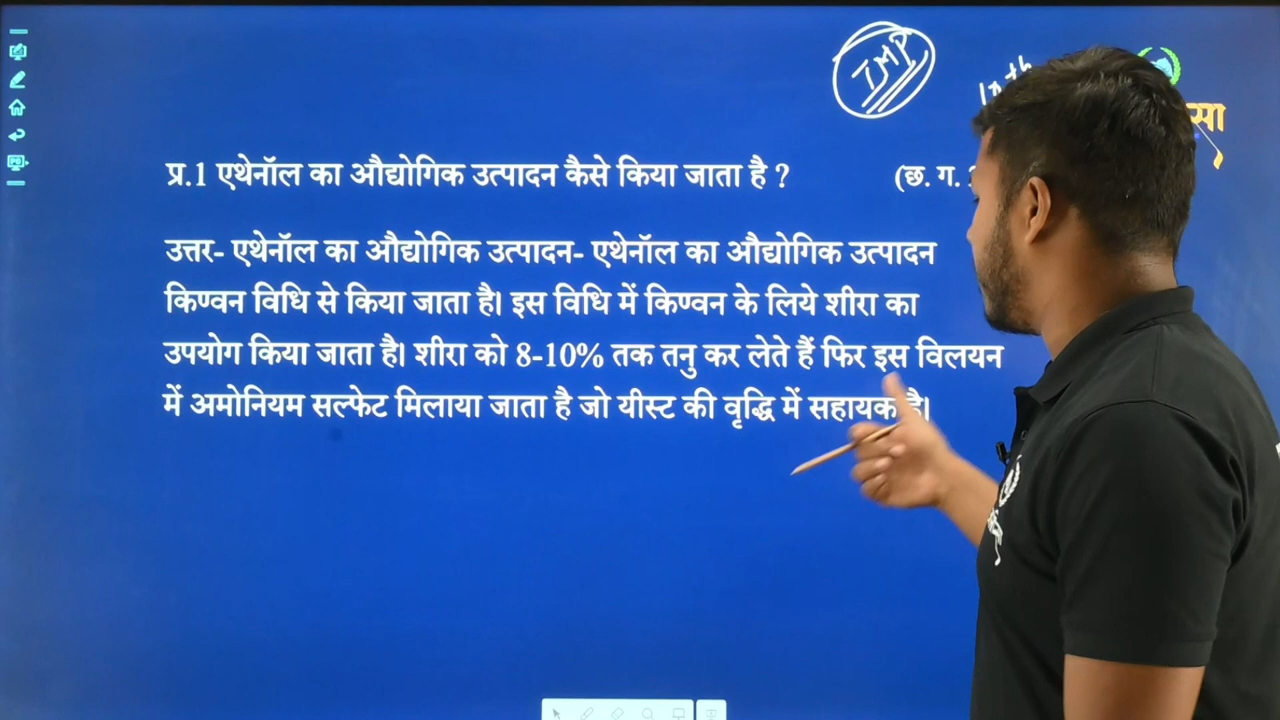 IMP
प्र.1 एथेनॉल का औद्योगिक उत्पादन कैसे किया जाता है ? (छ. ग.
उत्तर- एथेनॉल का औद्योगिक उत्पादन- एथेनॉल का औद्योगिक उत्पादन
किण्वन विधि से किया जाता है। इस विधि में किण्वन के लिये शीरा का
उपयोग किया जाता है। शीरा को 8-10% तक तनु कर लेते हैं फिर इस विलयन
में अमोनियम सल्फेट मिलाया जाता है जो यीस्ट की वृद्धि में सहायक है।